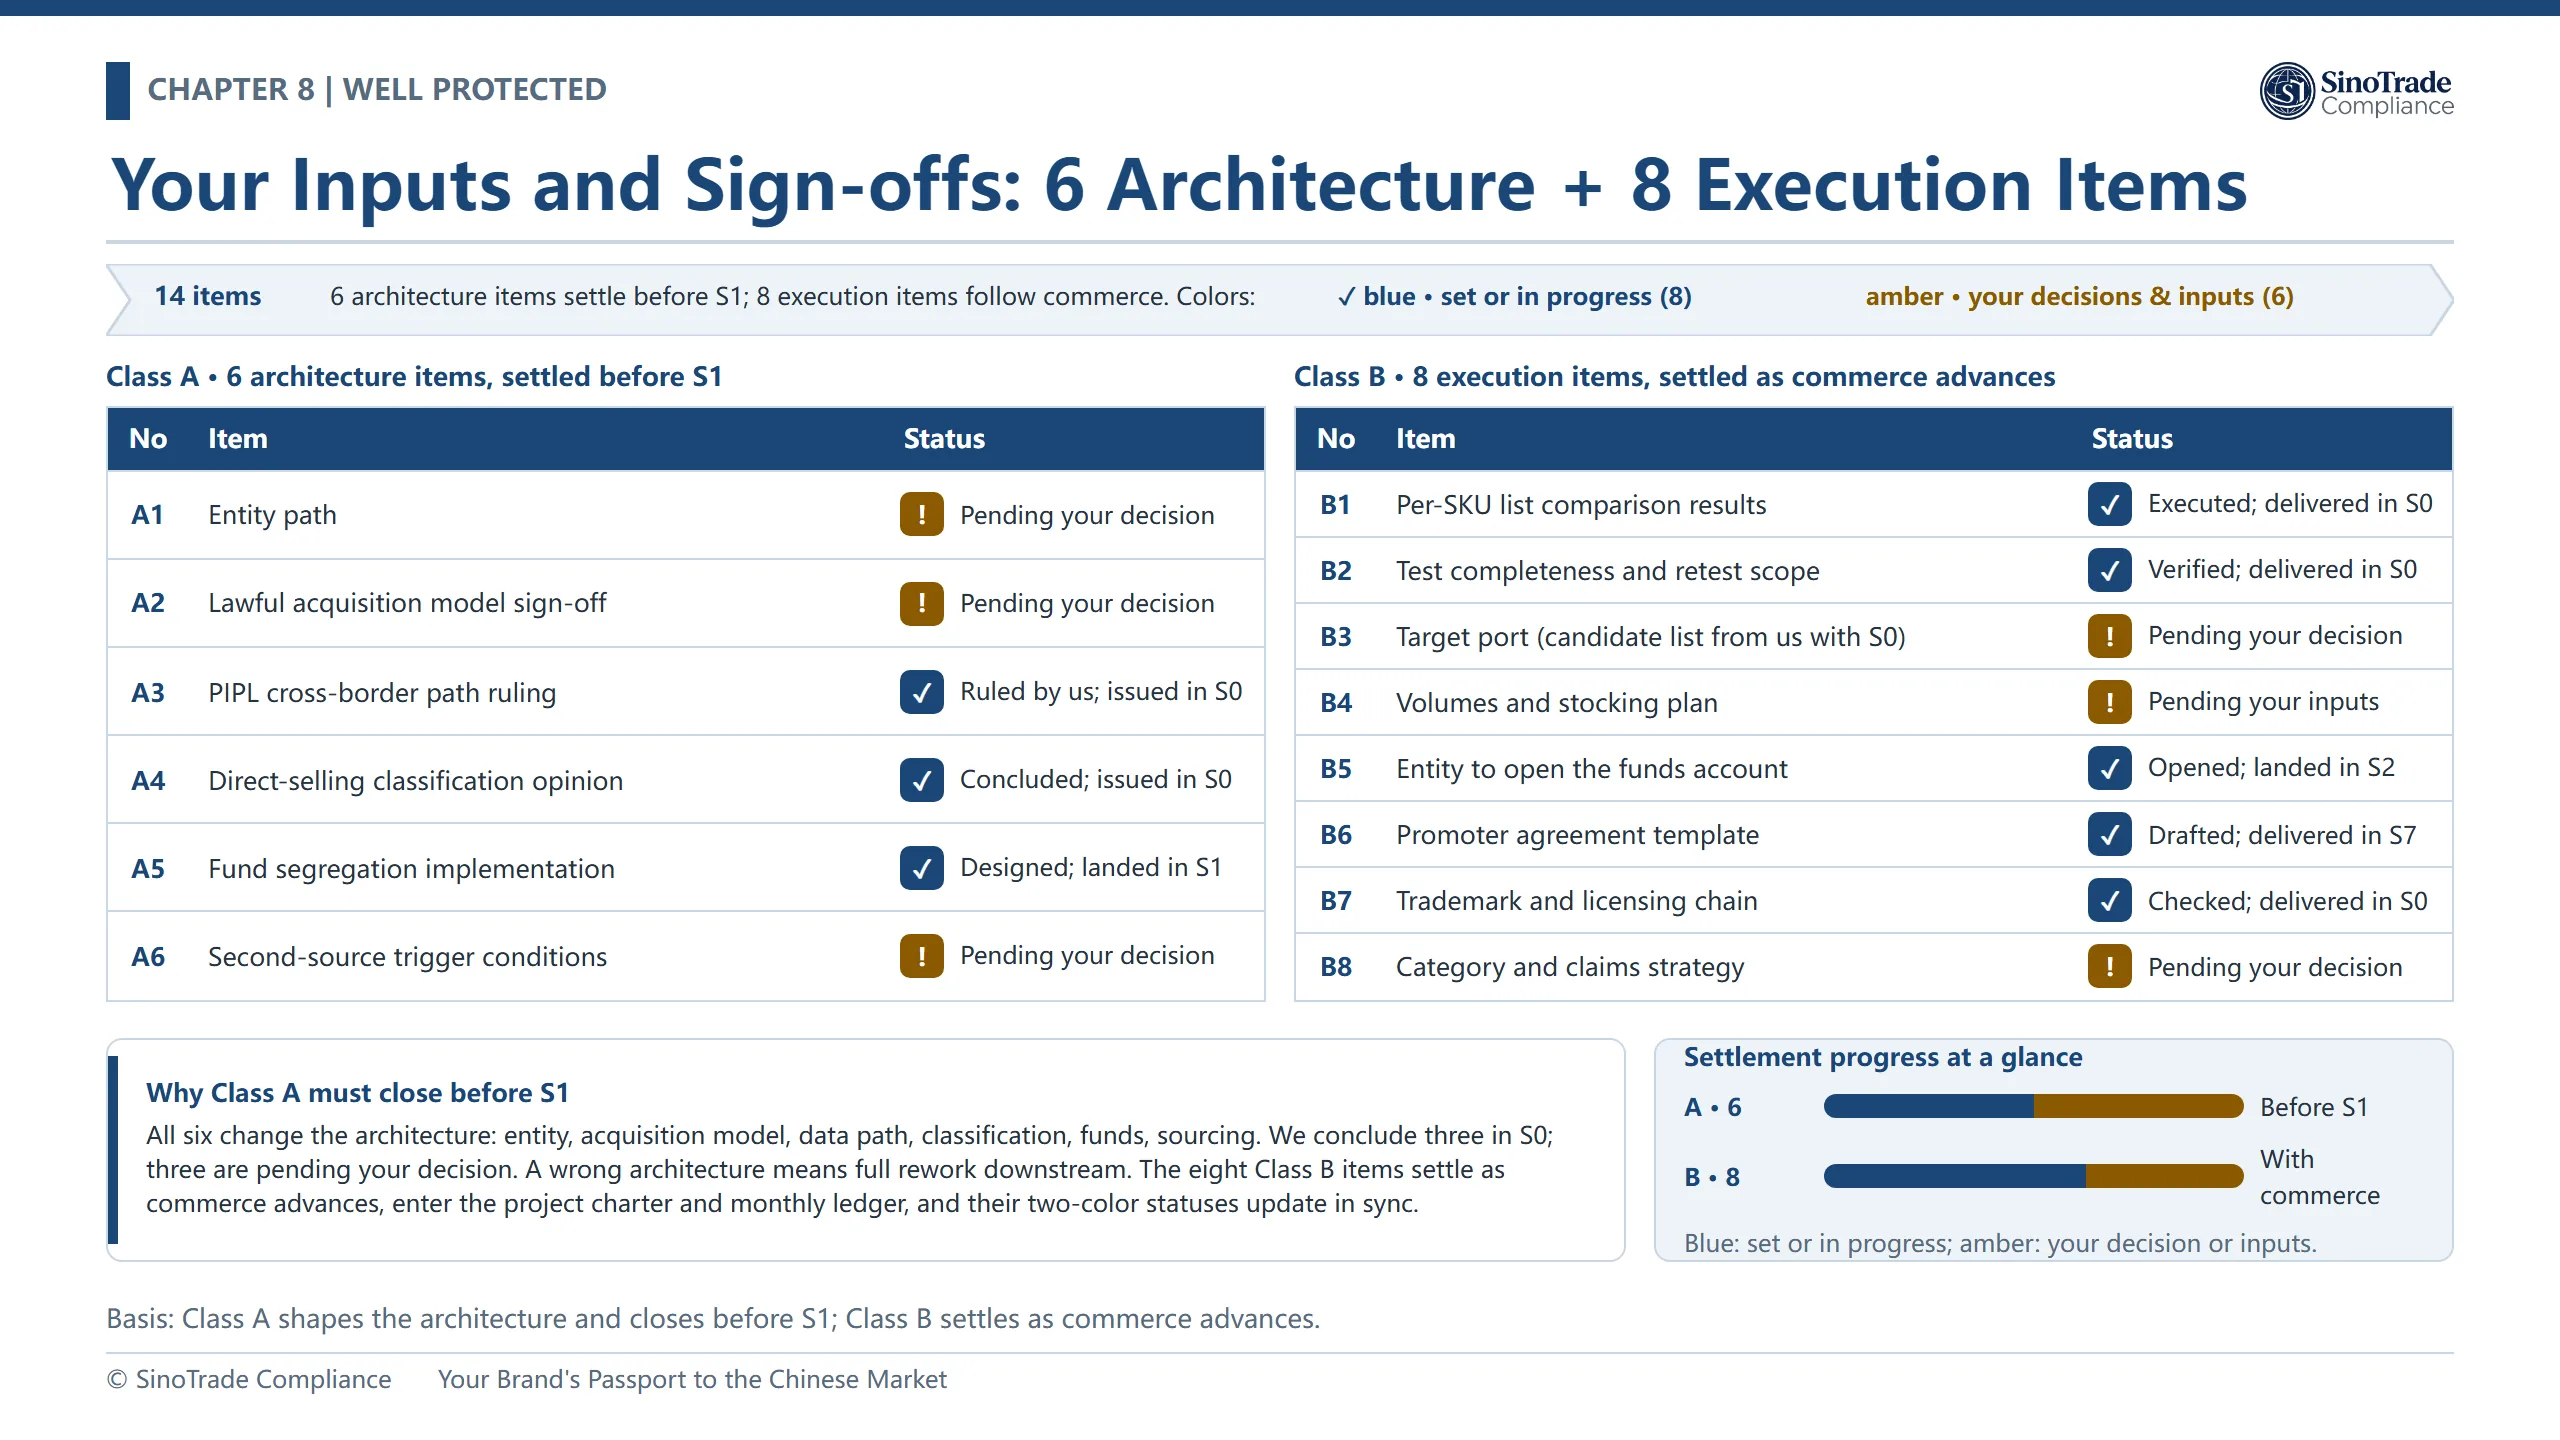 CHAPTER 8 | WELL PROTECTED
SinoTrade
Compliance
Your Inputs and Sign-offs: 6 Architecture + 8 Execution Items
14 items 6 architecture items settle before S1; 8 execution items follow commerce. Colors: ✓ blue • set or in progress (8) amber • your decisions & inputs (6)
Class A • 6 architecture items, settled before S1
No Item Status
A1 Entity path ! Pending your decision
A2 Lawful acquisition model sign-off ! Pending your decision
A3 PIPL cross-border path ruling ✓ Ruled by us; issued in S0
A4 Direct-selling classification opinion ✓ Concluded; issued in S0
A5 Fund segregation implementation ✓ Designed; landed in S1
A6 Second-source trigger conditions ! Pending your decision
Class B • 8 execution items, settled as commerce advances
No Item Status
B1 Per-SKU list comparison results ✓ Executed; delivered in S0
B2 Test completeness and retest scope ✓ Verified; delivered in S0
B3 Target port (candidate list from us with S0) ! Pending your decision
B4 Volumes and stocking plan ! Pending your inputs
B5 Entity to open the funds account ✓ Opened; landed in S2
B6 Promoter agreement template ✓ Drafted; delivered in S7
B7 Trademark and licensing chain ✓ Checked; delivered in S0
B8 Category and claims strategy ! Pending your decision
Why Class A must close before S1
All six change the architecture: entity, acquisition model, data path, classification, funds, sourcing. We conclude three in S0;
three are pending your decision. A wrong architecture means full rework downstream. The eight Class B items settle as
commerce advances, enter the project charter and monthly ledger, and their two-color statuses update in sync.
Settlement progress at a glance
A • 6 Before S1
B • 8 With
commerce
Blue: set or in progress; amber: your decision or inputs.
Basis: Class A shapes the architecture and closes before S1; Class B settles as commerce advances.
© SinoTrade Compliance Your Brand's Passport to the Chinese Market